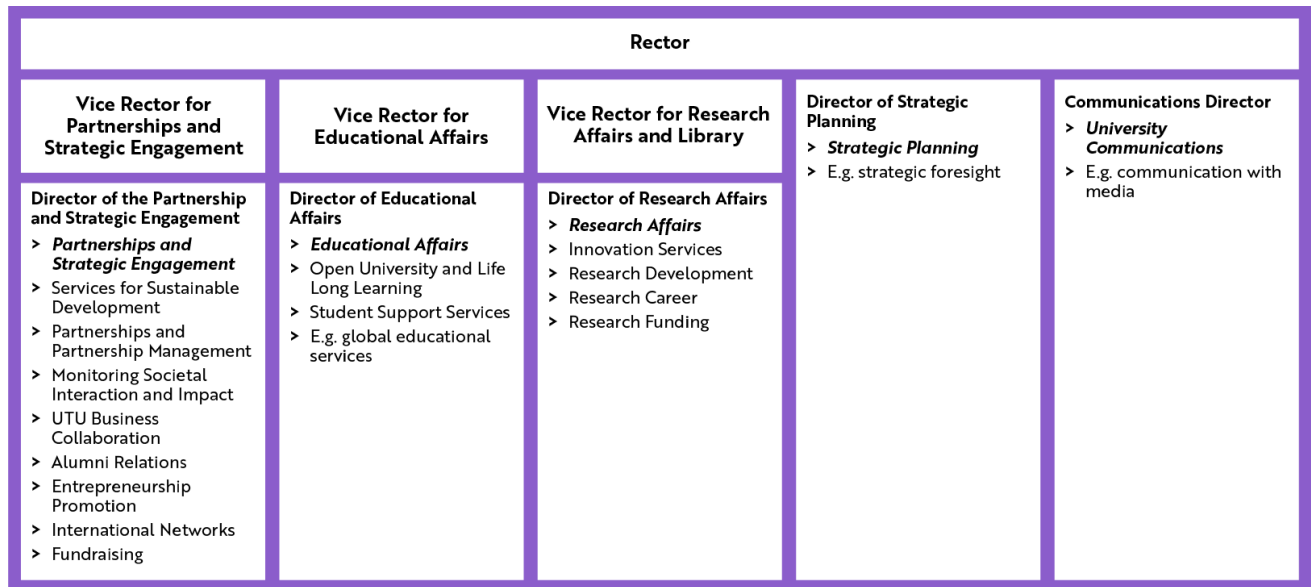 Rector
Vice Rector for
Partnerships and
Strategic Engagement
Vice Rector for
Educational Affairs
Vice Rector for Research
Affairs and Library
Director of Strategic
Planning
> Strategic Planning
> E.g. strategic foresight
Communications Director
> University
Communications
> E.g. communication with
media
Director of the Partnership
and Strategic Engagement
> Partnerships and
Strategic Engagement
> Services for Sustainable
Development
> Partnerships and
Partnership Management
> Monitoring Societal
Interaction and Impact
> UTU Business
Collaboration
> Alumni Relations
> Entrepreneurship
Promotion
> International Networks
> Fundraising
Director of Educational
Affairs
> Educational Affairs
> Open University and Life
Long Learning
> Student Support Services
> E.g. global educational
services
Director of Research Affairs
> Research Affairs
> Innovation Services
> Research Development
> Research Career
> Research Funding